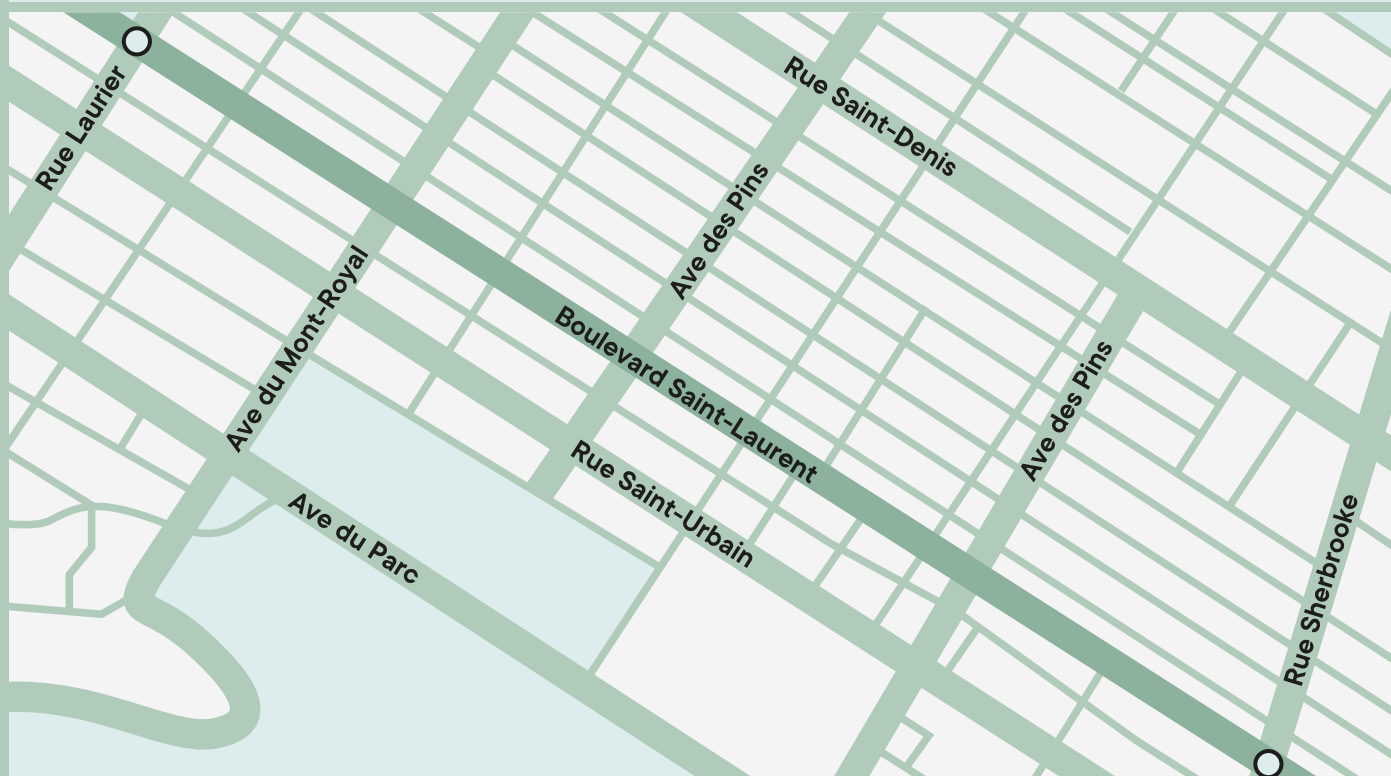 Rue Laurier
Rue Saint-Denis
Ave des Pins
Ave du Mont-Royal
Boulevard Saint-Laurent
Ave des Pins
Rue Saint-Urbain
Ave du Parc
Rue Sherbrooke